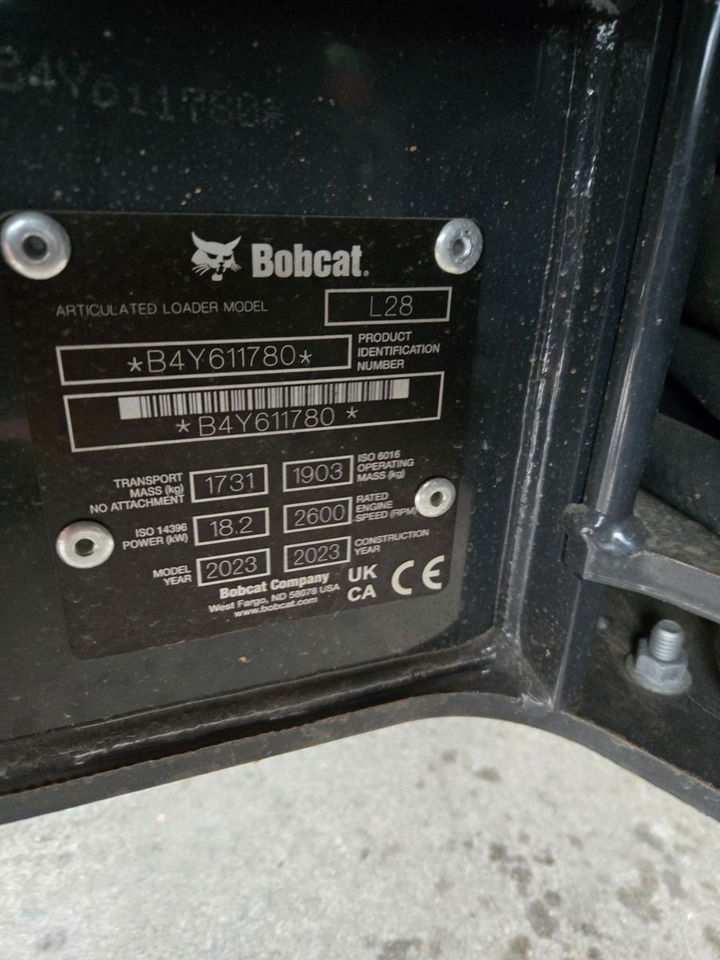 B4Y611780*
Bobcat.
ARTICULATED LOADER MODEL L28
*B4Y611780* PRODUCT IDENTIFICATION NUMBER
*B4Y611780 *
TRANSPORT MASS (kg) NO ATTACHMENT 1731 1903 ISO 6016 OPERATING MASS (kg)
ISO 14396 POWER (kW) 18.2 2600 RATED ENGINE SPEED (RPM)
MODEL YEAR 2023 2023 CONSTRUCTION YEAR
Bobcat Company
West Fargo, ND 58078 USA
www.bobcat.com
UK
CA
CE